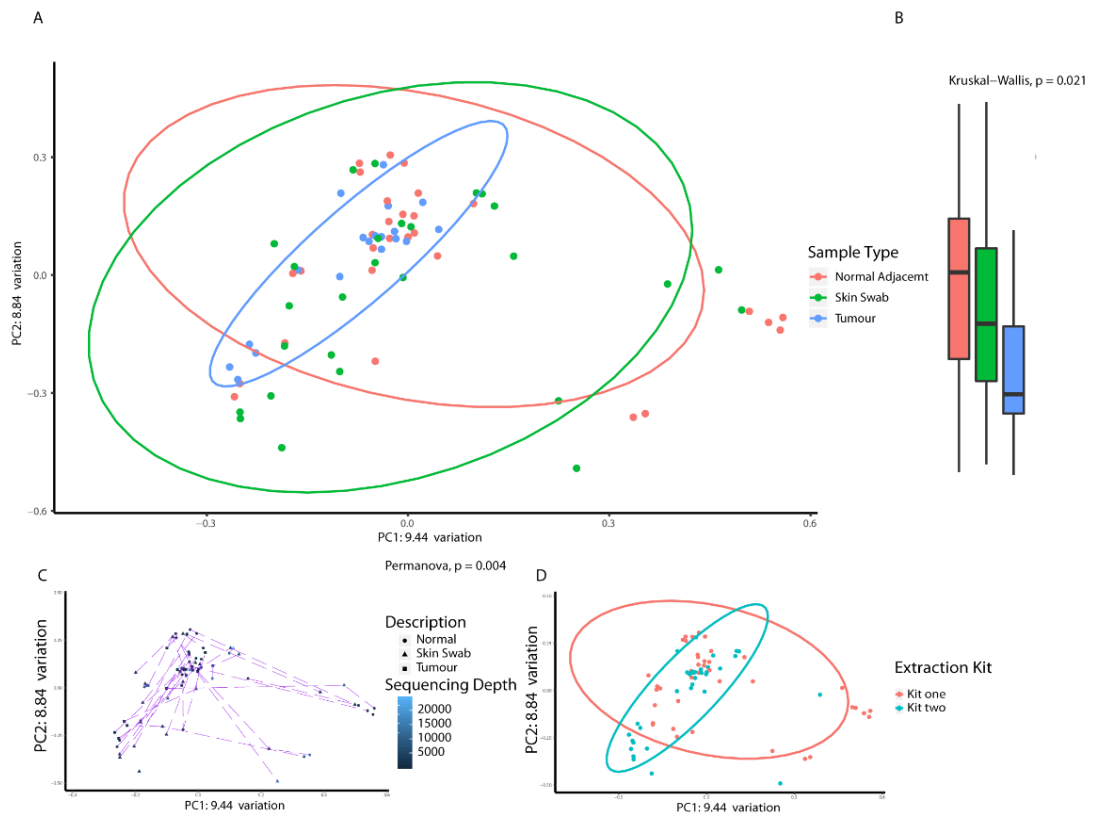 A
B
Kruskal−Wallis, p = 0.021
0.3
0.0
−0.3
−0.6
PC2: 8.84 variation
−0.3
0.0
0.3
0.6
PC1: 9.44 variation
Sample Type
Normal Adjacemt
Skin Swab
Tumour
Permanova, p = 0.004
C
PC2: 8.84 variation
PC1: 9.44 variation
Description
Normal
Skin Swab
Tumour
Sequencing Depth
20000
15000
10000
5000
D
PC2: 8.84 variation
PC1: 9.44 variation
Extraction Kit
Kit one
Kit two